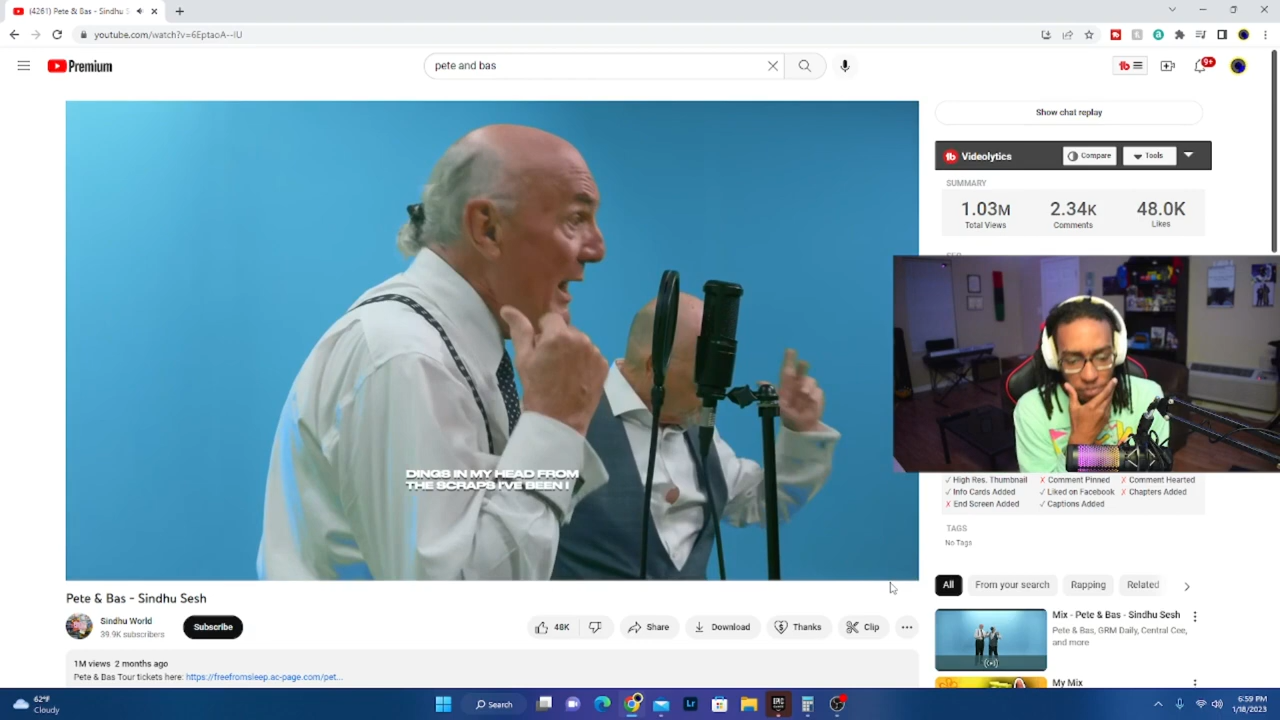 (4261) Pete & Bas - Sindhu S
youtube.com/watch?v=6EptaoA--IU
Premium
pete and bas
9+
Show chat replay
Videolytics
Compare
Tools
SUMMARY
1.03M
2.34K
48.0K
Total Views
Comments
Likes
DINGS IN MY HEAD FROM
THE SCRAPS I'VE BEEN I
High Res. Thumbnail
Comment Pinned
Comment Hearted
Info Cards Added
Liked on Facebook
Chapters Added
End Screen Added
Captions Added
TAGS
No Tags
All
From your search
Rapping
Related
Pete & Bas - Sindhu Sesh
Sindhu World
39.9K subscribers
Subscribe
48K
Share
Download
Thanks
Clip
Mix - Pete & Bas - Sindhu Sesh
Pete & Bas, GRM Daily, Central Cee,
and more
1M views 2 months ago
Pete & Bas Tour tickets here: https://freefromsleep.ac-page.com/pet...
My Mix
62°F
Cloudy
Search
Lr
EPIC
6:59 PM
1/18/2023